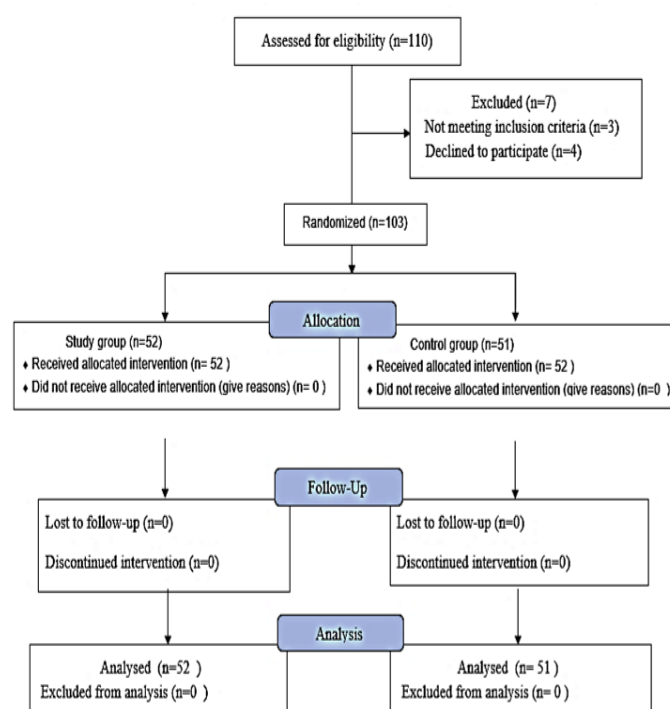 Assessed for eligibility (n=110)
Excluded (n=7)
Not meeting inclusion criteria (n=3)
Declined to participate (n=4)
Randomized (n=103)
Allocation
Study group (n=52)
♦ Received allocated intervention (n= 52 )
♦ Did not receive allocated intervention (give reasons) (n= 0 )
Control group (n=51)
♦ Received allocated intervention (n= 52 )
♦ Did not receive allocated intervention (give reasons) (n=0 )
Follow-Up
Lost to follow-up (n=0)
Discontinued intervention (n=0)
Lost to follow-up (n=0)
Discontinued intervention (n=0)
Analysis
Analysed (n=52 )
Excluded from analysis (n=0 )
Analysed (n= 51 )
Excluded from analysis (n= 0 )